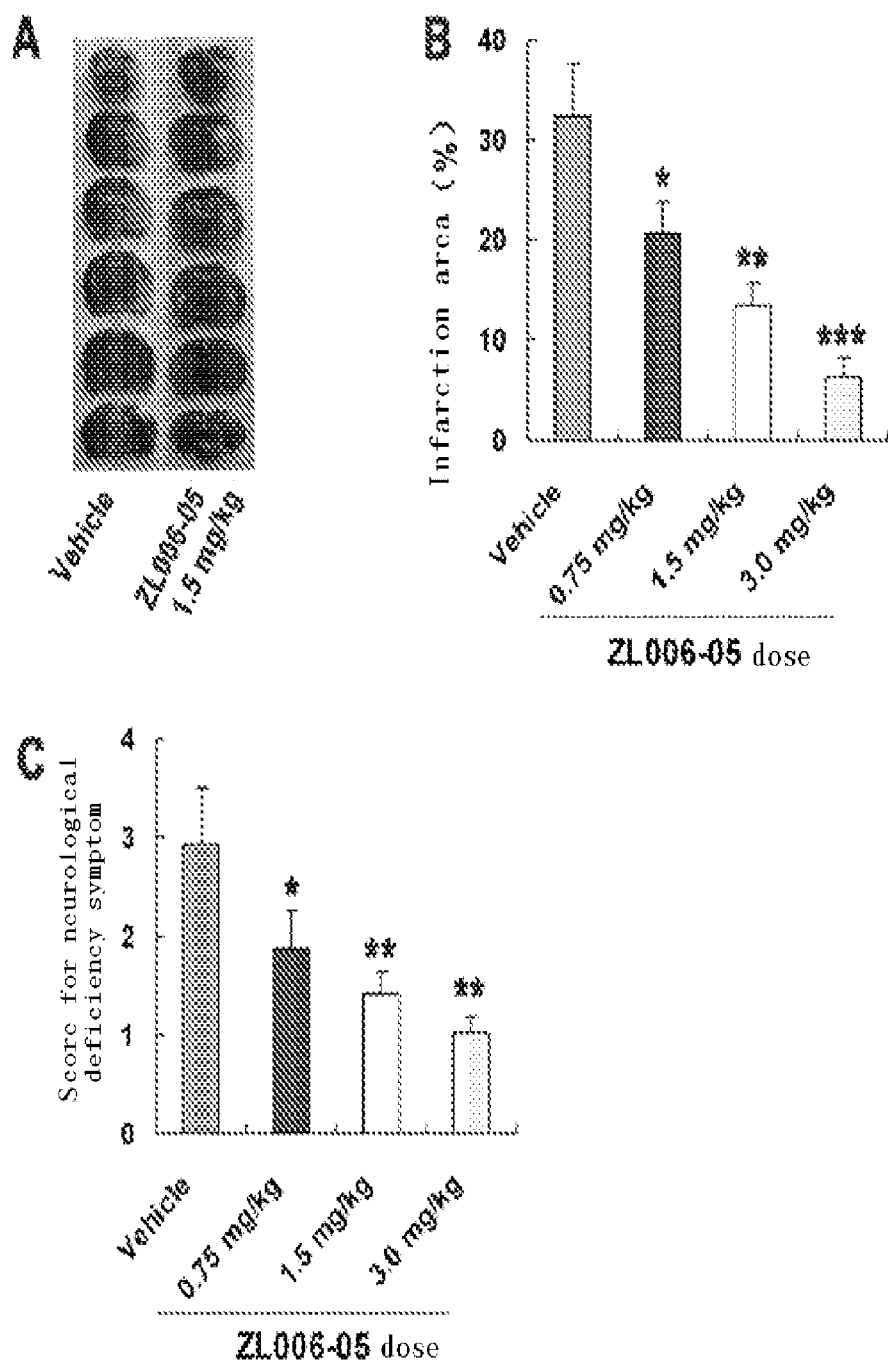 A
Vehicle
ZL006-05
1.5 mg/kg
B
Infarction area (%)
40
30
20
10
0
*
**
***
Vehicle
0.75 mg/kg
1.5 mg/kg
3.0 mg/kg
ZL006-05 dose
C
Score for neurological
deficiency symptom
4
3
2
1
0
*
**
**
Vehicle
0.75 mg/kg
1.5 mg/kg
3.0 mg/kg
ZL006-05 dose